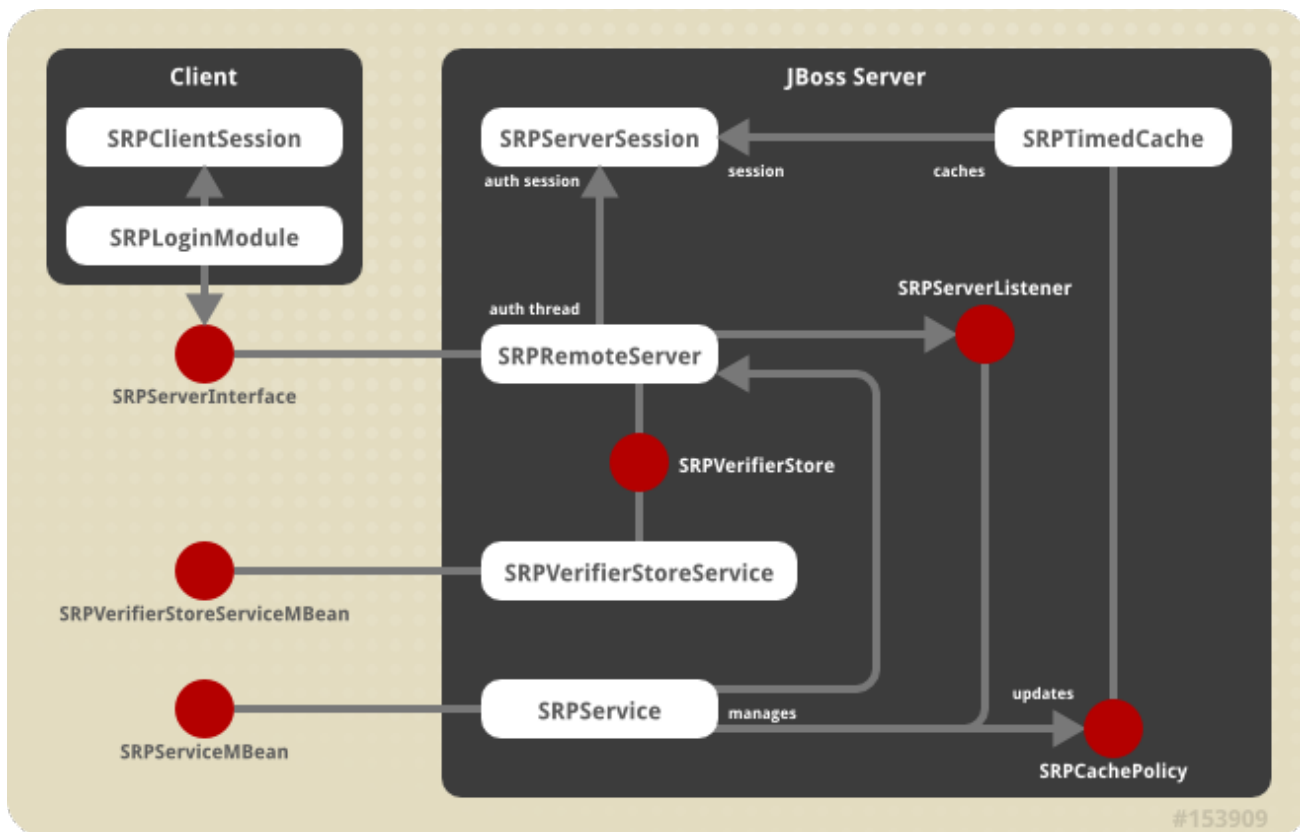 Client
SRPClientSession
SRPLoginModule
SRPServerInterface
SRPVerifierStoreServiceMBean
SRPServiceMBean
JBoss Server
SRPServerSession
SRPTimedCache
auth session
session
caches
auth thread
SRPServerListener
SRPRemoteServer
SRPVerifierStore
SRPVerifierStoreService
SRPService
manages
updates
SRPCachePolicy
#153909